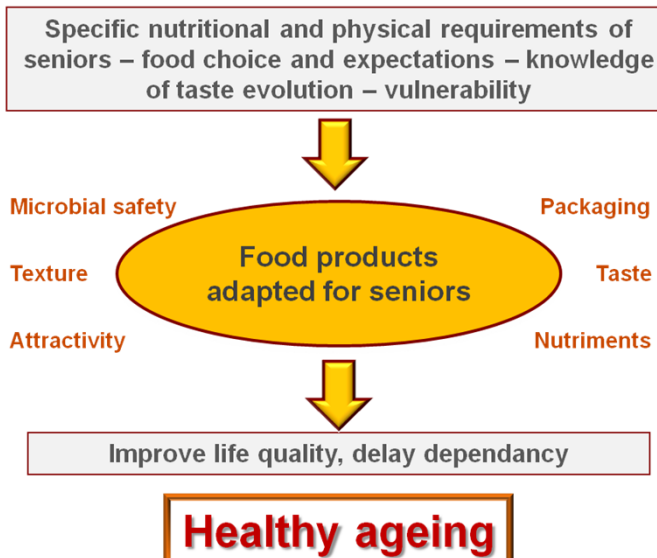 Specific nutritional and physical requirements of
seniors – food choice and expectations – knowledge
of taste evolution – vulnerability
Microbial safety
Packaging
Food products
adapted for seniors
Texture
Taste
Attractivity
Nutriments
Improve life quality, delay dependancy
Healthy ageing